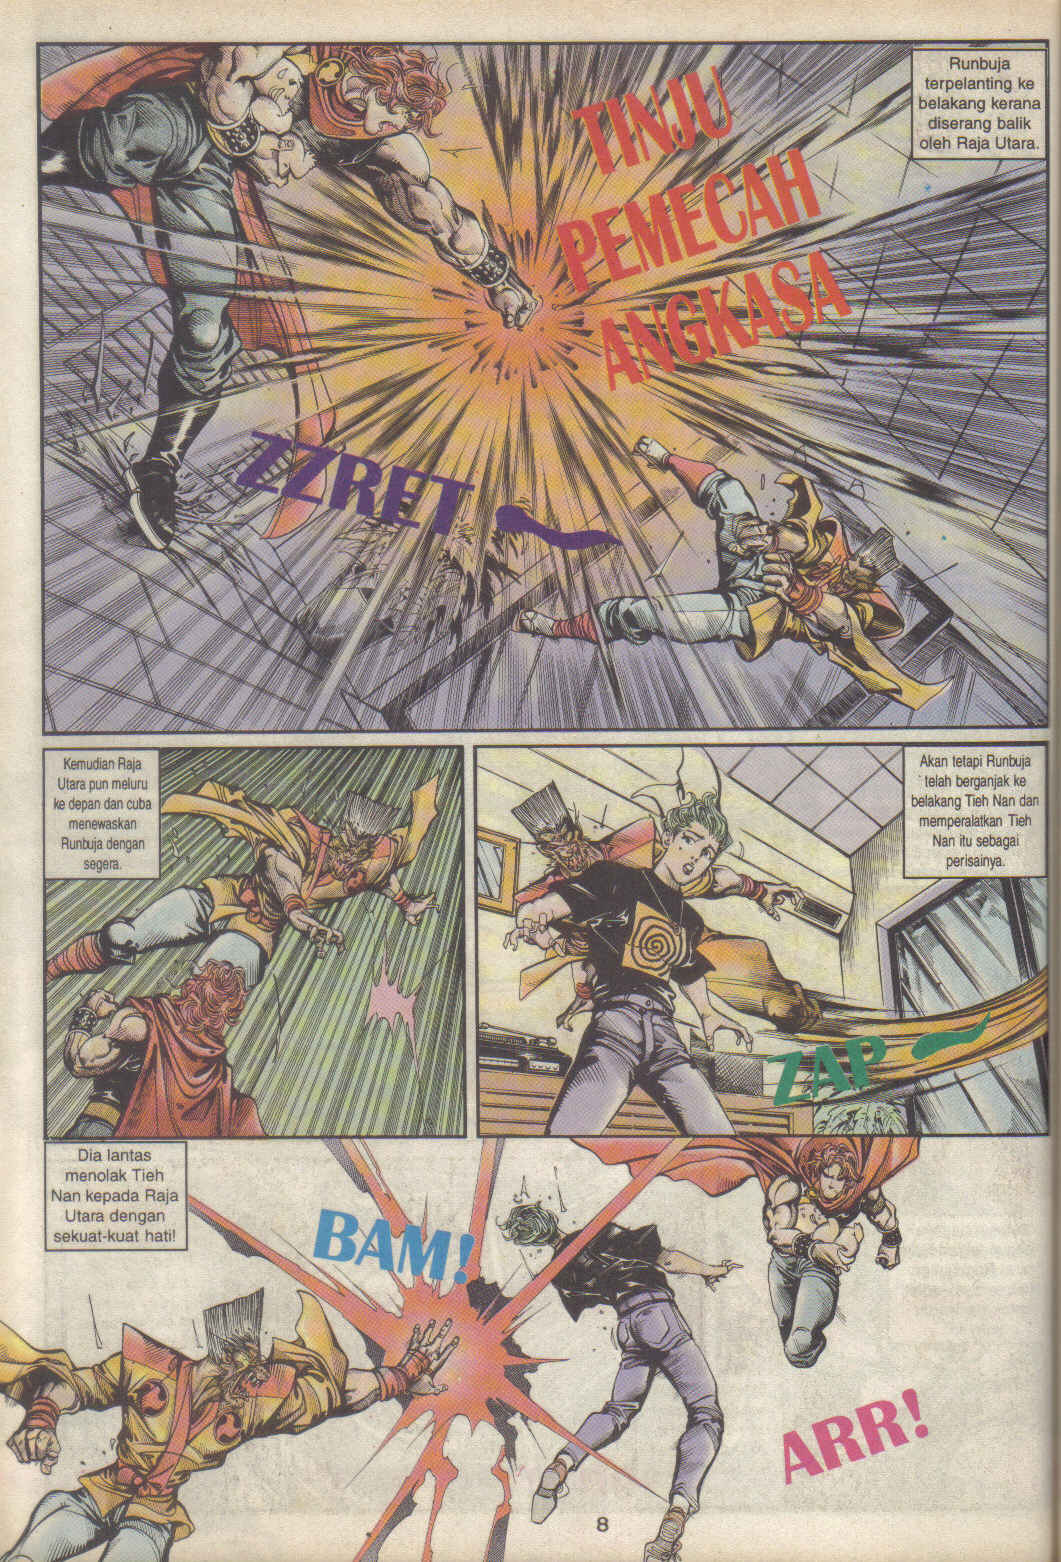 Runbuja
terpelanting ke
belakang kerana
diserang balik
oleh Raja Utara.
TINJU
PEMECAH
ANGKASA
ZZRET
Kemudian Raja
Utara pun meluru
ke depan dan cuba
menewaskan
Runbuja dengan
segera.
Akan tetapi Runbuja
telah berganjak ke
belakang Tieh Nan dan
memperalatkan Tieh
Nan itu sebagai
perisainya.
ZAP
Dia lantas
menolak Tieh
Nan kepada Raja
Utara dengan
sekuat-kuat hati!
BAM!
ARR!
8